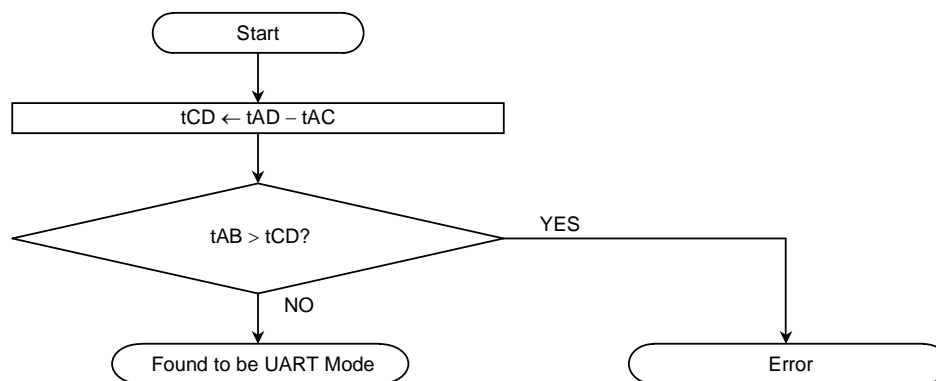 Start
tCD ← tAD – tAC
tAB > tCD?
YES
NO
Found to be UART Mode
Error